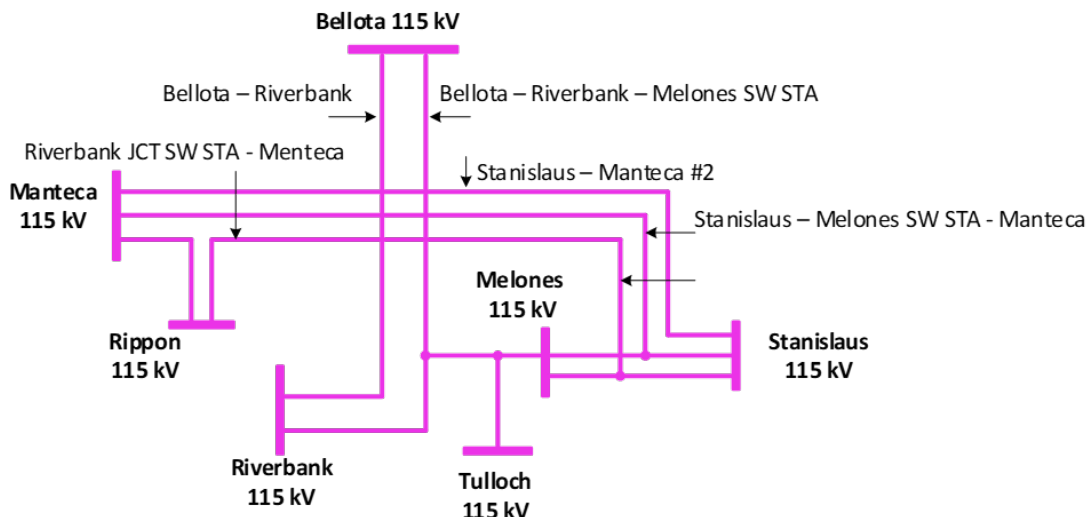 Bellota 115 kV
Bellota – Riverbank
Bellota – Riverbank – Melones SW STA
Riverbank JCT SW STA - Menteca
Stanislaus – Manteca #2
Manteca
115 kV
Stanislaus – Melones SW STA - Manteca
Melones
115 kV
Rippon
115 kV
Stanislaus
115 kV
Riverbank
115 kV
Tulloch
115 kV